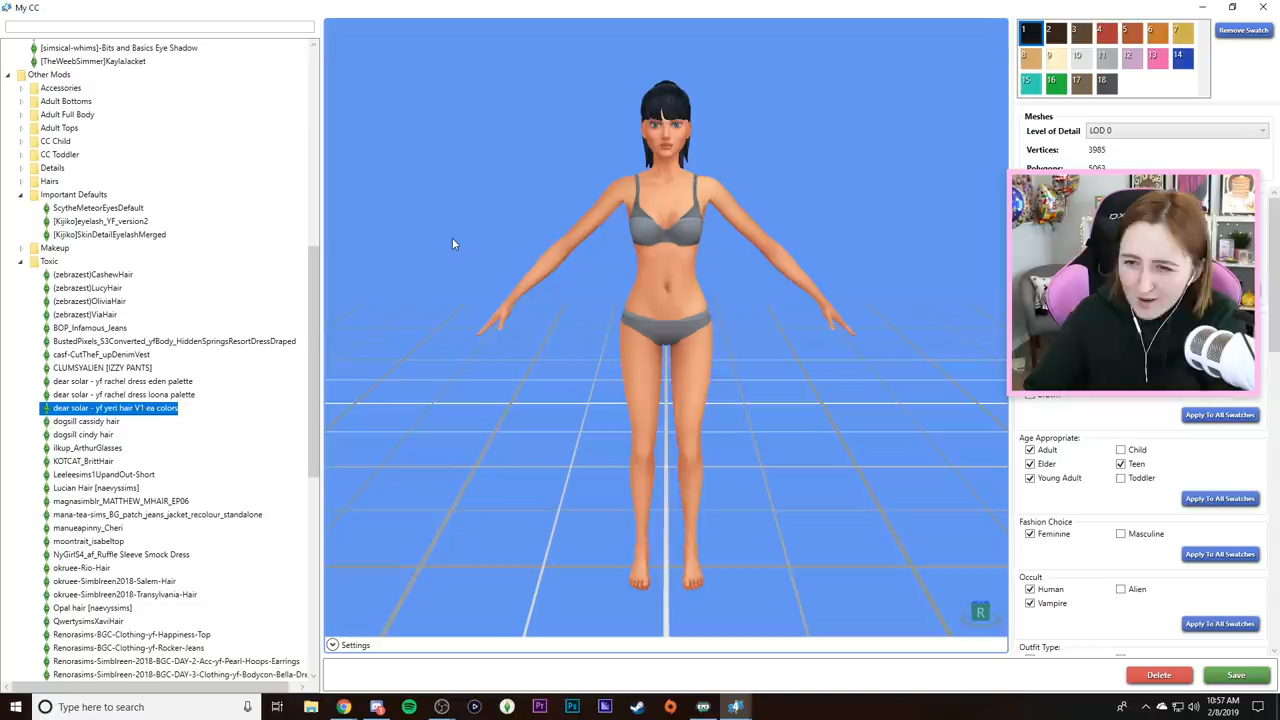 My CC
[simsical-whims]-Bits and Basics Eye Shadow
[TheWeebSimmer]KaylaJacket
Other Mods
Accessories
Adult Bottoms
Adult Full Body
Adult Tops
CC Child
CC Toddler
Details
Hairs
Important Defaults
ScytheMeteorEyesDefault
[Kijiko]eyelash_YF_version2
[Kijiko]SkinDetailEyelashMerged
Makeup
Toxic
(zebrazest)CashewHair
(zebrazest)LucyHair
(zebrazest)OliviaHair
(zebrazest)ViaHair
BOP_Infamous_Jeans
BustedPixels_S3Converted_yfBody_HiddenSpringsResortDressDraped
casf-CutTheF_upDenimVest
CLUMSYALIEN [IZZY PANTS]
dear solar - yf rachel dress eden palette
dear solar - yf rachel dress loona palette
dear solar - yf yeri hair V1 ea colors
dogsill cassidy hair
dogsill cindy hair
ilkup_ArthurGlasses
KOTCAT_BrittHair
Leeleesims1UpandOut-Short
Lucian Hair [naevyssims]
magnasimblr_MATTHEW_MHAIR_EP06
mana-tea-sims_BG_patch_jeans_jacket_recolour_standalone
manueapinny_Cheri
moontrait_isabeltop
NyGirlS4_af_Ruffle Sleeve Smock Dress
okruee-Rio-Hair
okruee-Simblreen2018-Salem-Hair
okruee-Simblreen2018-Transylvania-Hair
Opal hair [naevyssims]
QwertysimsXaviHair
Renorasims-BGC-Clothing-yf-Happiness-Top
Renorasims-BGC-Clothing-yf-Rocker-Jeans
Renorasims-Simblreen-2018-BGC-DAY-2-Acc-yf-Pearl-Hoops-Earrings
Renorasims-Simblreen-2018-BGC-DAY-3-Clothing-yf-Bodycon-Bella-Dre
R
Settings
1 2 3 4 5 6 7
8 9 10 11 12 13 14
15 16 17 18
Remove Swatch
Meshes
Level of Detail LOD 0
Vertices: 3985
Polygons: 5063
DX
Apply To All Swatches
Age Appropriate:
Adult Child
Elder Teen
Young Adult Toddler
Apply To All Swatches
Fashion Choice
Feminine Masculine
Apply To All Swatches
Occult
Human Alien
Vampire
Apply To All Swatches
Outfit Type:
Delete Save
Type here to search
10:57 AM
2/8/2019